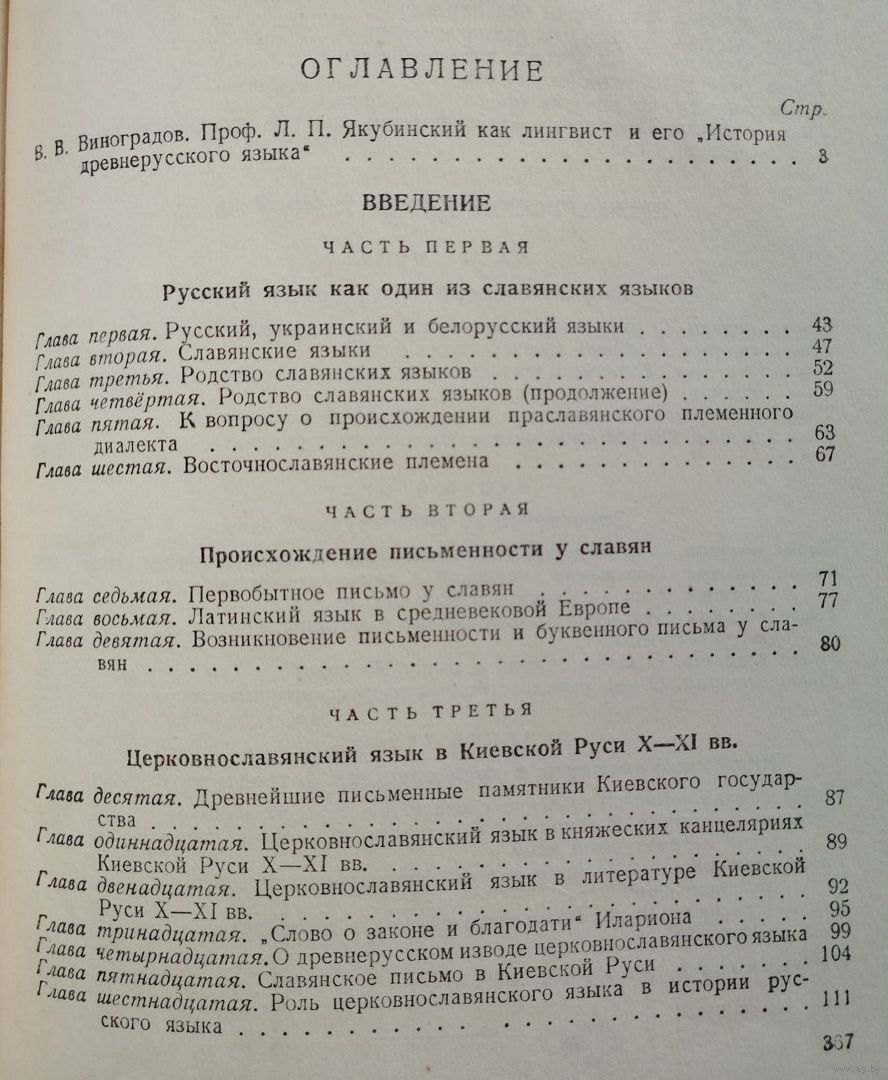 ОГЛАВЛЕНИЕ
Стр.
В. В. Виноградов. Проф. Л. П. Якубинский как лингвист и его „История
древнерусского языка“ . . . . . . . . . . . . . . . . . . . . . . 3
ВВЕДЕНИЕ
ЧАСТЬ ПЕРВАЯ
Русский язык как один из славянских языков
Глава первая. Русский, украинский и белорусский языки . . . . . . . . 43
Глава вторая. Славянские языки . . . . . . . . . . . . . . . . . . 47
Глава третья. Родство славянских языков . . . . . . . . . . . . . . 52
Глава четвёртая. Родство славянских языков (продолжение) . . . . . . 59
Глава пятая. К вопросу о происхождении праславянского племенного
диалекта . . . . . . . . . . . . . . . . . . . . . . . . . . . 63
Глава шестая. Восточнославянские племена . . . . . . . . . . . . . 67
ЧАСТЬ ВТОРАЯ
Происхождение письменности у славян
Глава седьмая. Первобытное письмо у славян . . . . . . . . . . . . 71
Глава восьмая. Латинский язык в средневековой Европе . . . . . . . . 77
Глава девятая. Возникновение письменности и буквенного письма у сла-
вян . . . . . . . . . . . . . . . . . . . . . . . . . . . . . 80
ЧАСТЬ ТРЕТЬЯ
Церковнославянский язык в Киевской Руси X—XI вв.
Глава десятая. Древнейшие письменные памятники Киевского государ-
ства . . . . . . . . . . . . . . . . . . . . . . . . . . . . . 87
Глава одиннадцатая. Церковнославянский язык в княжеских канцеляриях
Киевской Руси X—XI вв. . . . . . . . . . . . . . . . . . . . . 89
Глава двенадцатая. Церковнославянский язык в литературе Киевской
Руси X—XI вв. . . . . . . . . . . . . . . . . . . . . . . . . 92
Глава тринадцатая. „Слово о законе и благодати“ Илариона . . . . . 95
Глава четырнадцатая. О древнерусском изводе церковнославянского языка 99
Глава пятнадцатая. Славянское письмо в Киевской Руси . . . . . . . 104
Глава шестнадцатая. Роль церковнославянского языка в истории рус-
ского языка . . . . . . . . . . . . . . . . . . . . . . . . . 111
367
www.ay.by